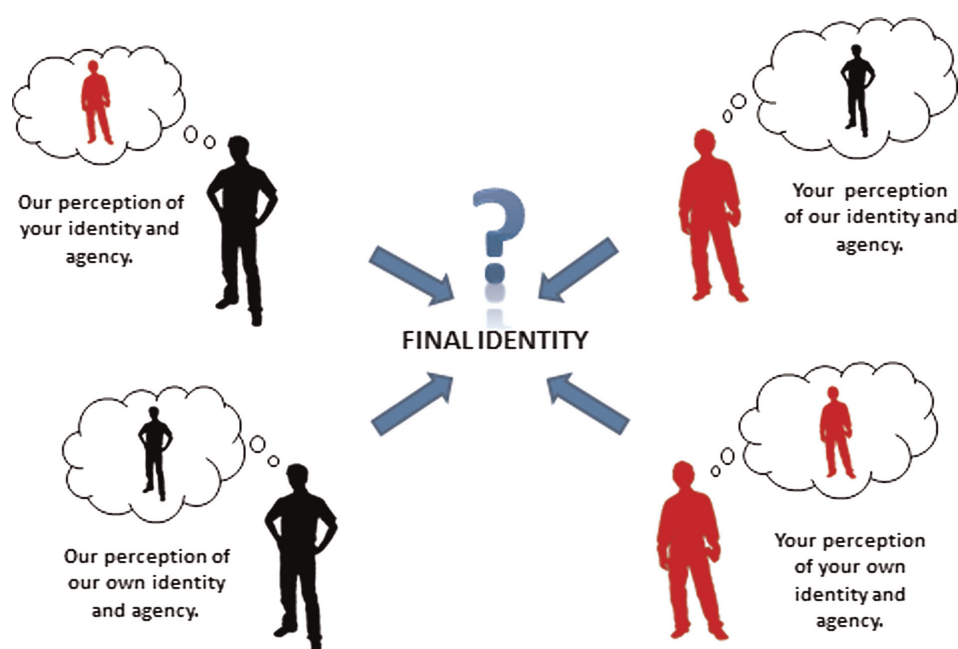 Our perception of
your identity and
agency.
Your perception
of our identity and
agency.
?
FINAL IDENTITY
Our perception of
our own identity
and agency.
Your perception
of your own
identity and
agency.